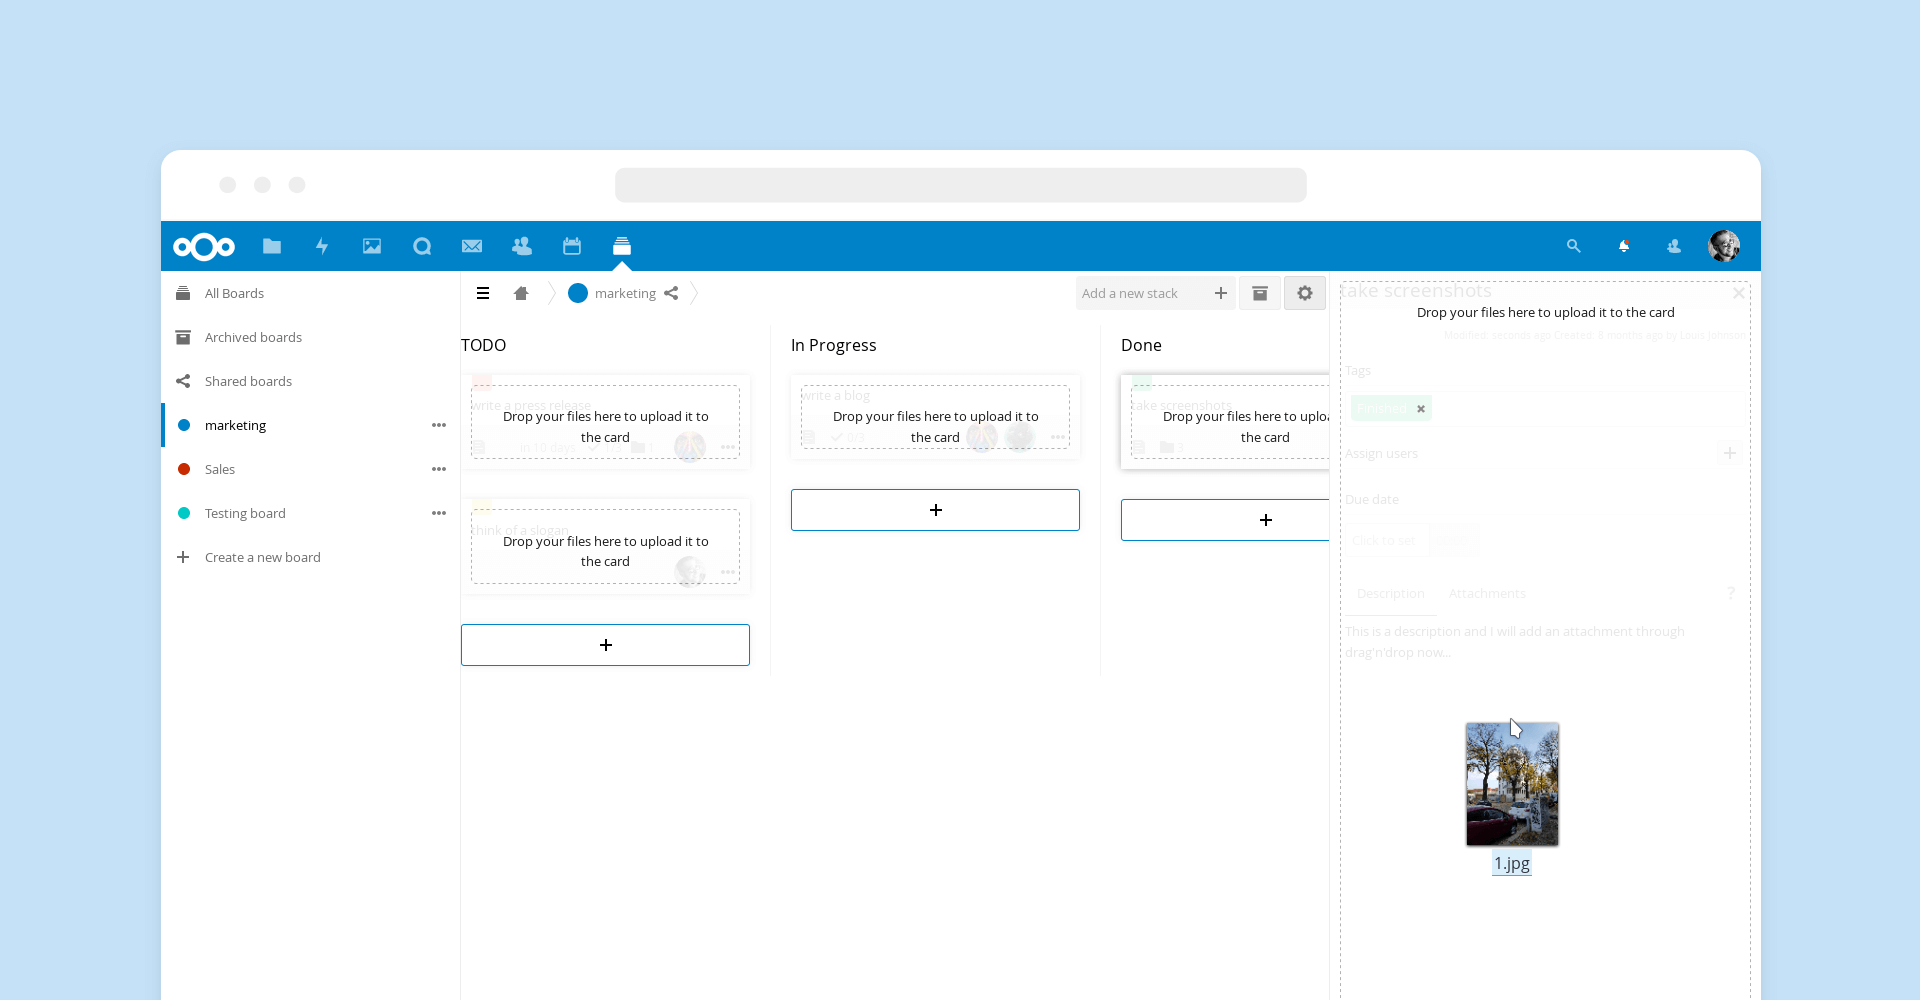 All Boards
Archived boards
Shared boards
marketing
Sales
Testing board
Create a new board
marketing
Add a new stack
TODO
write a press release
Drop your files here to upload it to
the card
in 10 days
1
think of a slogan
Drop your files here to upload it to
the card
In Progress
write a blog
Drop your files here to upload it to
the card
0/3
Done
take screenshots
Drop your files here to uploa
the card
3
take screenshots
Drop your files here to upload it to the card
Modified: seconds ago Created: 8 months ago by Louis Johnson
Tags
Finished
Assign users
Due date
Click to set
Description
Attachments
?
This is a description and I will add an attachment through
drag'n'drop now...
1.jpg